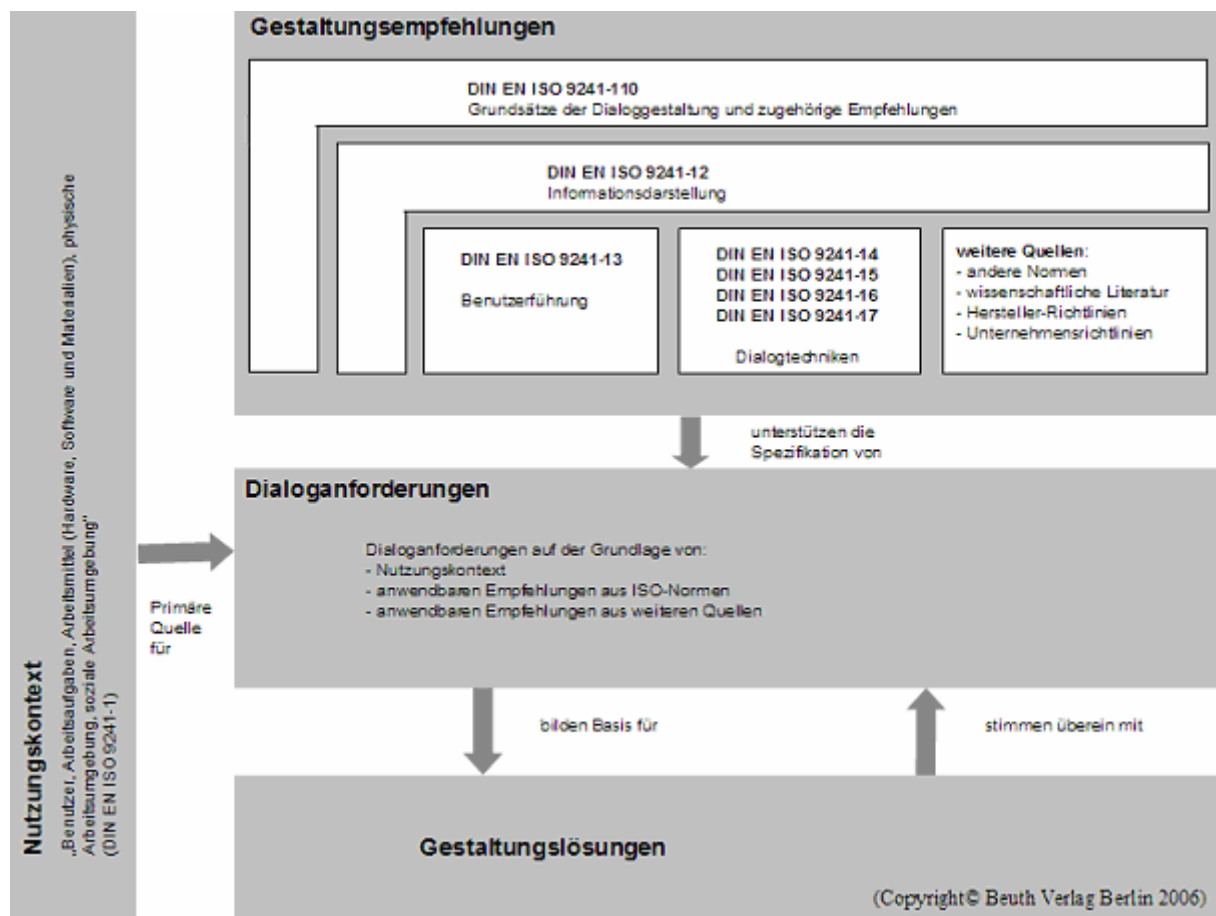 Gestaltungsempfehlungen
DIN EN ISO 9241-110
Grundsätze der Dialoggestaltung und zugehörige Empfehlungen
DIN EN ISO 9241-12
Informationsdarstellung
DIN EN ISO 9241-13
Benutzerführung
DIN EN ISO 9241-14
DIN EN ISO 9241-15
DIN EN ISO 9241-16
DIN EN ISO 9241-17
Dialogtechniken
weitere Quellen:
- andere Normen
- wissenschaftliche Literatur
- Hersteller-Richtlinien
- Unternehmensrichtlinien
unterstützen die
Spezifikation von
Nutzungskontext
„Benutzer, Arbeitsaufgaben, Arbeitsmittel (Hardware, Software und Materialien), physische
Arbeitsumgebung, soziale Arbeitsumgebung"
(DIN EN ISO 9241-1)
Primäre
Quelle
für
Dialoganforderungen
Dialoganforderungen auf der Grundlage von:
- Nutzungskontext
- anwendbaren Empfehlungen aus ISO-Normen
- anwendbaren Empfehlungen aus weiteren Quellen
bilden Basis für
stimmen überein mit
Gestaltungslösungen
(Copyright© Beuth Verlag Berlin 2006)